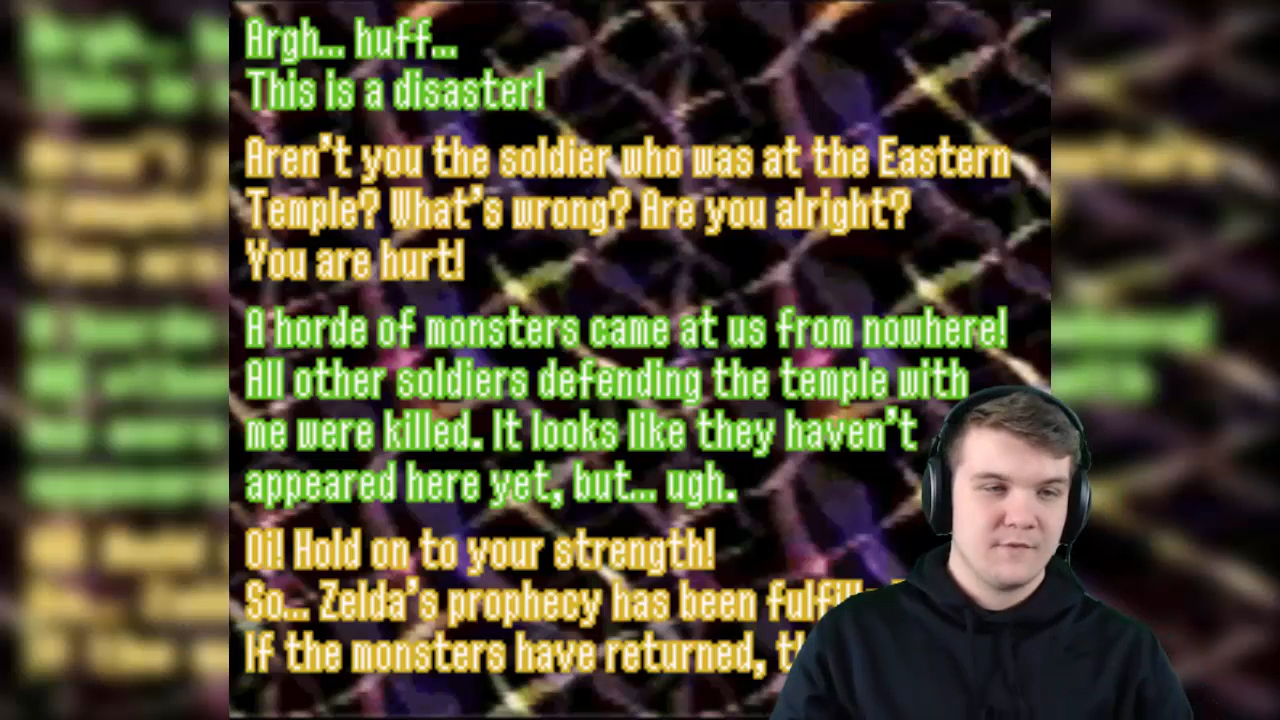 Argh... huff...
This is a disaster!
Aren't you the soldier who was at the Eastern
Temple? What's wrong? Are you alright?
You are hurt!
A horde of monsters came at us from nowhere!
All other soldiers defending the temple with
me were killed. It looks like they haven't
appeared here yet, but... ugh.
Oi! Hold on to your strength!
So... Zelda's prophecy has been
If the monsters have returned,